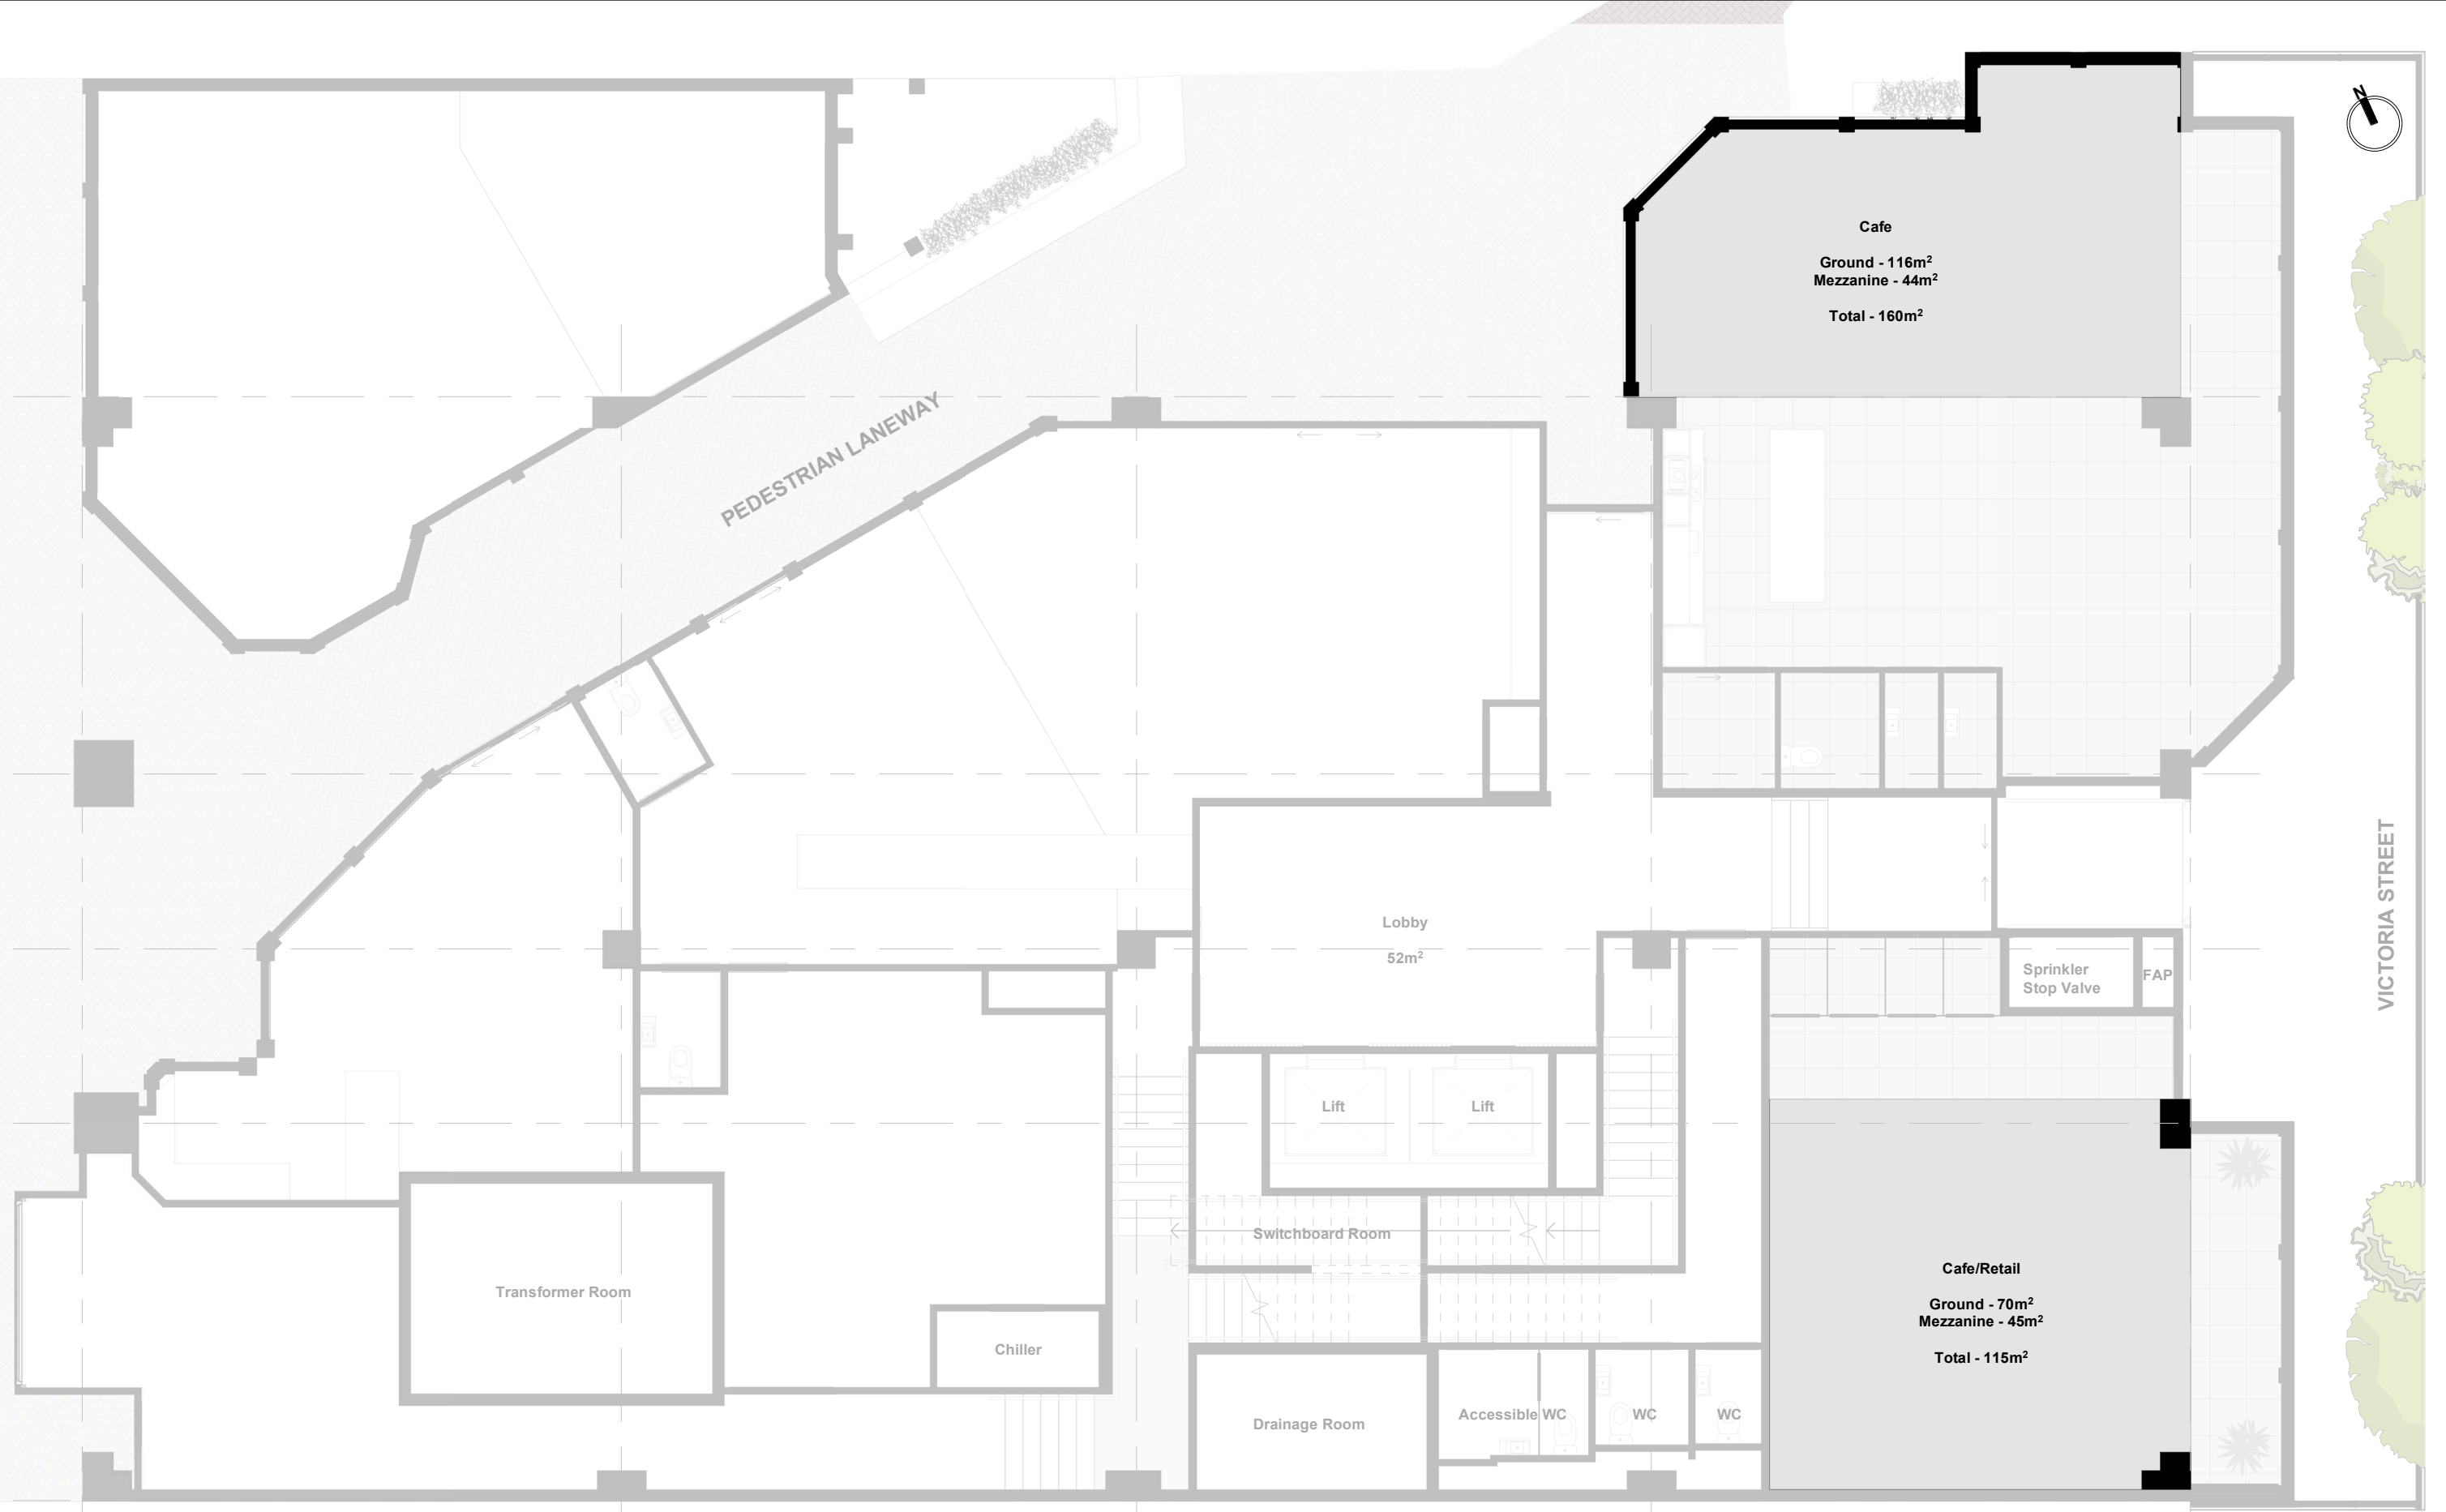 N
Cafe
Ground - 116m²
Mezzanine - 44m²
Total - 160m²
PEDESTRIAN LANEWAY
VICTORIA STREET
Lobby
52m²
Sprinkler
Stop Valve
FAP
Lift
Lift
Switchboard Room
Transformer Room
Cafe/Retail
Ground - 70m²
Mezzanine - 45m²
Total - 115m²
Chiller
Drainage Room
Accessible WC
WC
WC